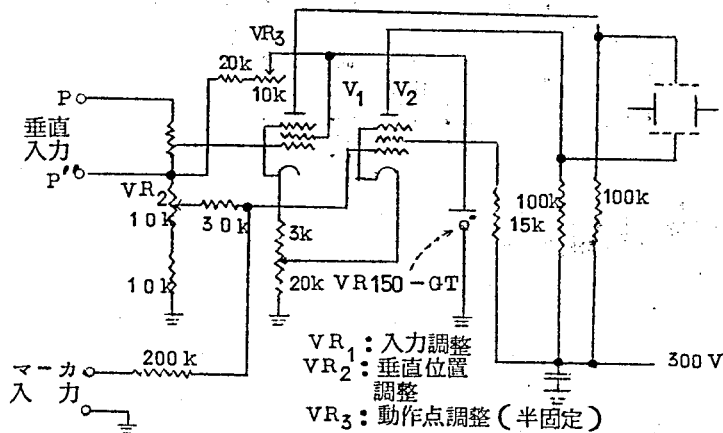 VR3
20k
10k
V1
V2
P
垂直
入力
P''
VR2
10k
30k
10k
3k
20k
VR150-GT
100k
15k
100k
200k
マーカ
入力
300V
VR1：入力調整
VR2：垂直位置
調整
VR3：動作点調整（半固定）